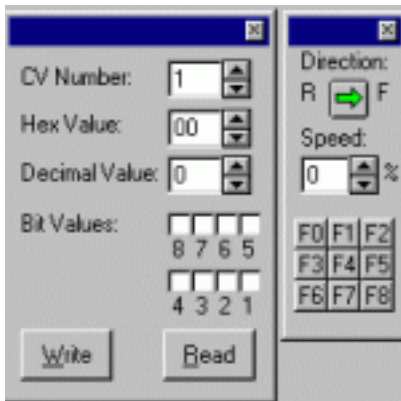 CV Number: 1
Hex Value: 00
Decimal Value: 0
Bit Values:
8 7 6 5
4 3 2 1
Write Read
Direction:
R F
Speed:
0 %
F0 F1 F2
F3 F4 F5
F6 F7 F8